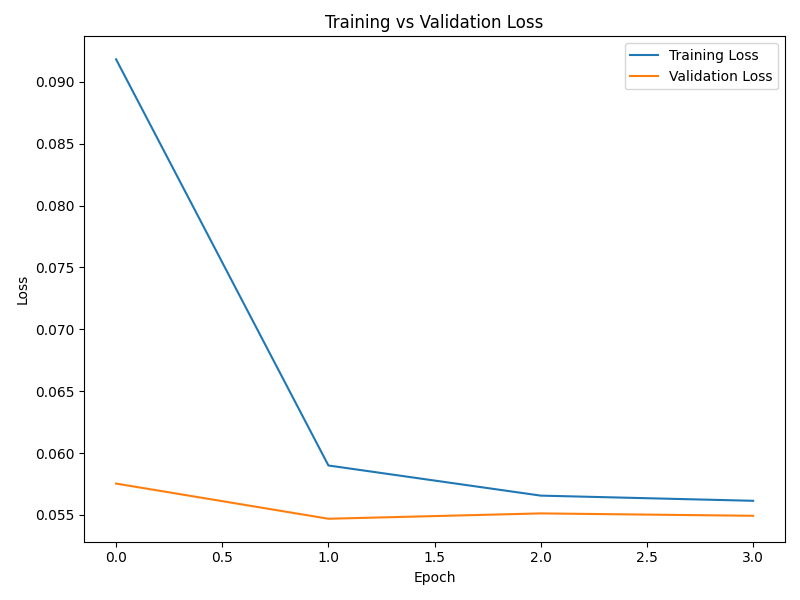 Training vs Validation Loss
Training Loss
Validation Loss
0.090
0.085
0.080
0.075
0.070
0.065
0.060
0.055
Loss
0.0 0.5 1.0 1.5 2.0 2.5 3.0
Epoch